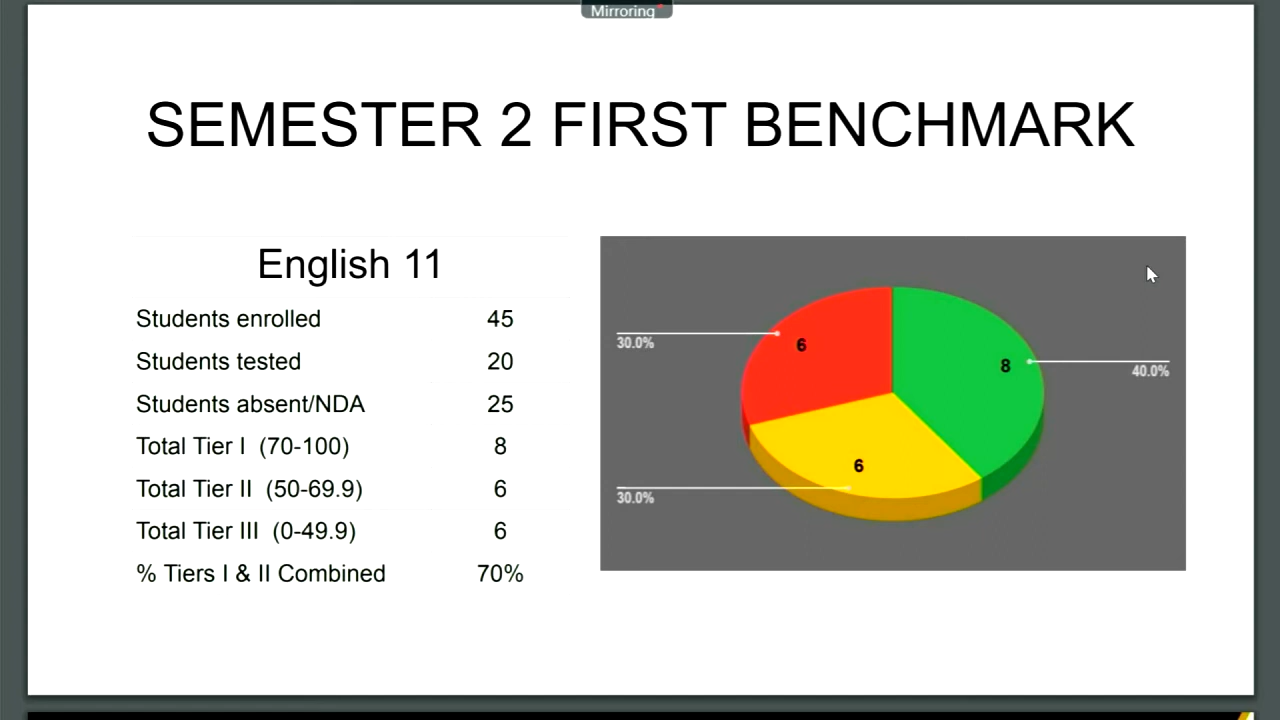 Mirroring
SEMESTER 2 FIRST BENCHMARK
English 11
Students enrolled 45
Students tested 20
Students absent/NDA 25
Total Tier I (70-100) 8
Total Tier II (50-69.9) 6
Total Tier III (0-49.9) 6
% Tiers I & II Combined 70%
30.0%
6
8
40.0%
6
30.0%